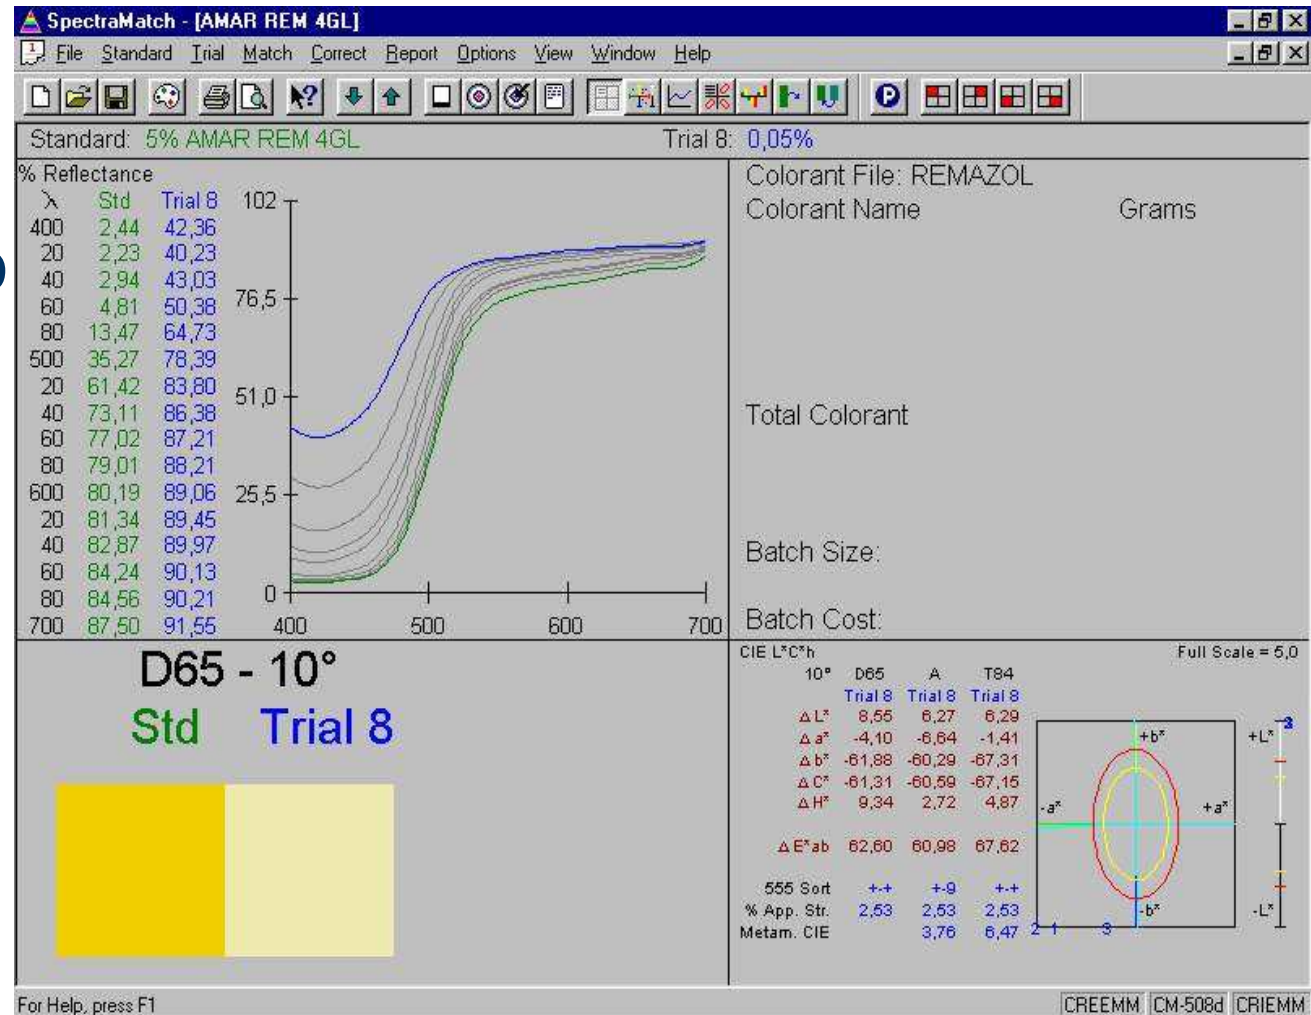 SpectraMatch - [AMAR REM 4GL]
File Standard Trial Match Correct Report Options View Window Help
Standard: 5% AMAR REM 4GL Trial 8: 0,05%
% Reflectance
λ Std Trial 8
400 2,44 42,36
20 2,23 40,23
40 2,94 43,03
60 4,81 50,38
80 13,47 64,73
500 35,27 78,39
20 61,42 83,80
40 73,11 86,38
60 77,02 87,21
80 79,01 88,21
600 80,19 89,06
20 81,34 89,45
40 82,87 89,97
60 84,24 90,13
80 84,56 90,21
700 87,50 91,55
102
76,5
51,0
25,5
0
400 500 600 700
Colorant File: REMAZOL
Colorant Name Grams
Total Colorant
Batch Size:
Batch Cost:
D65 - 10°
Std Trial 8
CIE L*C*h Full Scale = 5,0
10° D65 A T84
Trial 8 Trial 8 Trial 8
Δ L* 8,55 6,27 6,29
Δ a* -4,10 -6,64 -1,41
Δ b* -61,88 -60,29 -67,31
Δ C* -61,31 -60,59 -67,15
Δ H* 9,34 2,72 4,87
Δ E*ab 62,60 60,98 67,62
555 Sort +-+ +-9 +-+
% App. Str. 2,53 2,53 2,53
Metam. CIE 3,76 6,47
+b*
-a* +a*
-b*
2 1 3
+L*
-L*
3
For Help, press F1 CREEMM CM-508d CRIEMM